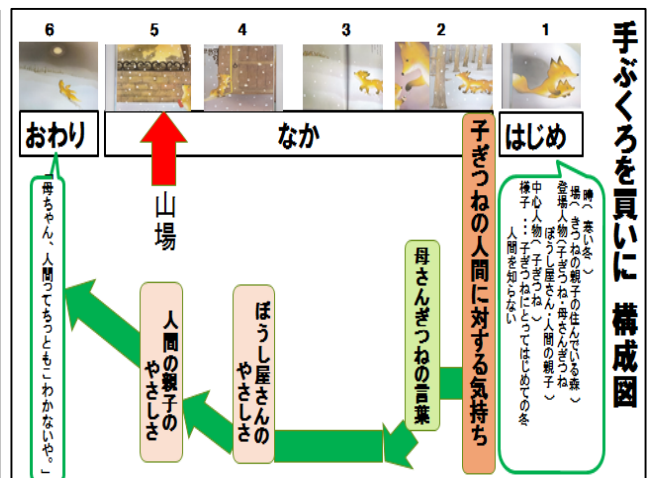 手ぶくろを買いに　構成図
1
2
3
4
5
6
はじめ
なか
おわり
時（　寒い冬　）
場（　きつねの親子の住んでいる森　）
登場人物（子ぎつね・母さんぎつね
ぼうし屋さん・人間の親子　）
中心人物（　子ぎつね　）
様子：：：子ぎつねにとってはじめての冬
人間を知らない
子ぎつねの人間に対する気持ち
母さんぎつねの言葉
ぼうし屋さんの
やさしさ
山場
人間の親子の
やさしさ
「母ちゃん、人間ってちっともこわかないや。」